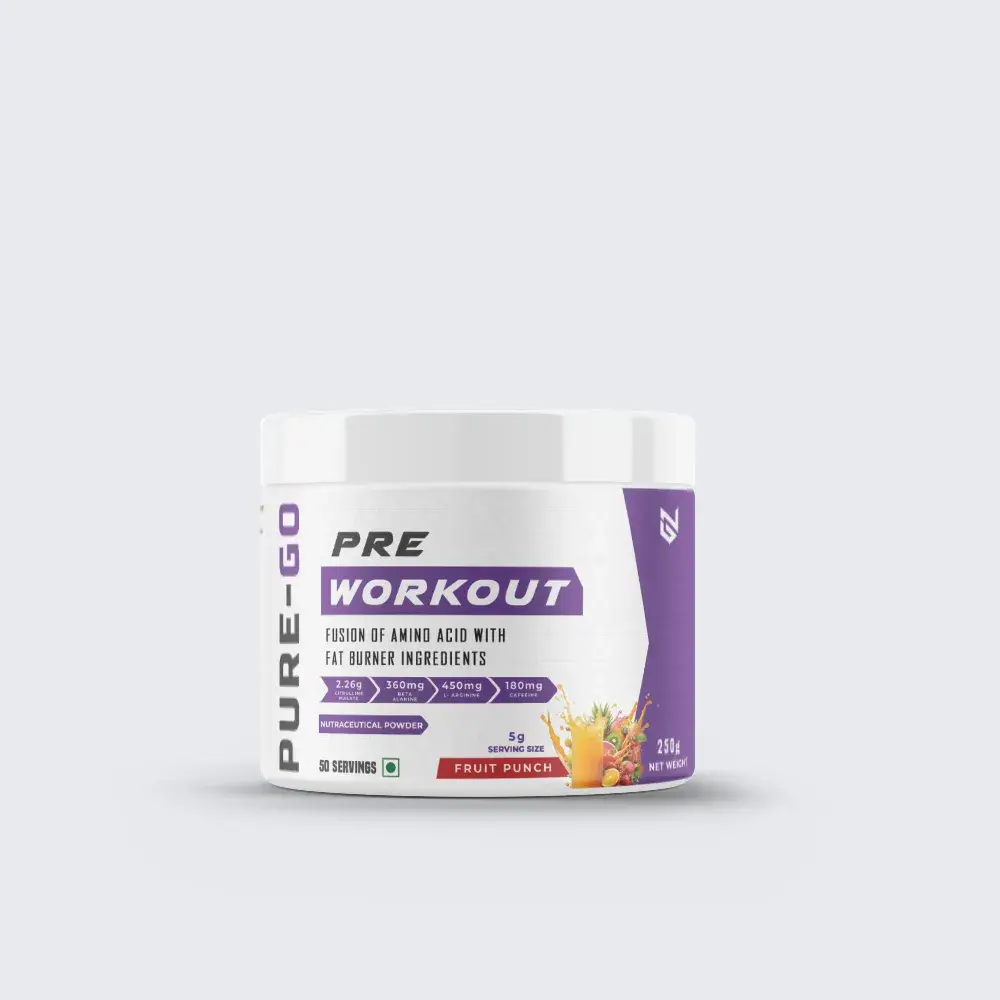 PURE-GO
PRE
WORKOUT
FUSION OF AMINO ACID WITH
FAT BURNER INGREDIENTS
2.26g
CITRULLINE
MALATE
360mg
BETA
ALANINE
450mg
L- ARGININE
180mg
CAFFEINE
NUTRACEUTICAL POWDER
5g
SERVING SIZE
50 SERVINGS
FRUIT PUNCH
250g
NET WEIGHT